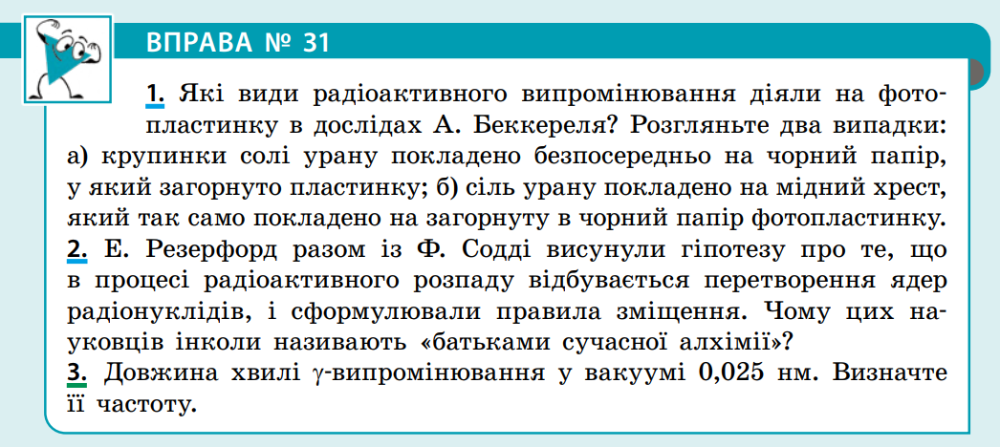 ВПРАВА № 31
1. Які види радіоактивного випромінювання діяли на фото-
пластинку в дослідах А. Беккереля? Розгляньте два випадки:
а) крупинки солі урану покладено безпосередньо на чорний папір,
у який загорнуто пластинку; б) сіль урану покладено на мідний хрест,
який так само покладено на загорнуту в чорний папір фотопластинку.
2. Е. Резерфорд разом із Ф. Содді висунули гіпотезу про те, що
в процесі радіоактивного розпаду відбувається перетворення ядер
радіонуклідів, і сформулювали правила зміщення. Чому цих на-
уковців інколи називають «батьками сучасної алхімії»?
3. Довжина хвилі γ-випромінювання у вакуумі 0,025 нм. Визначте
її частоту.